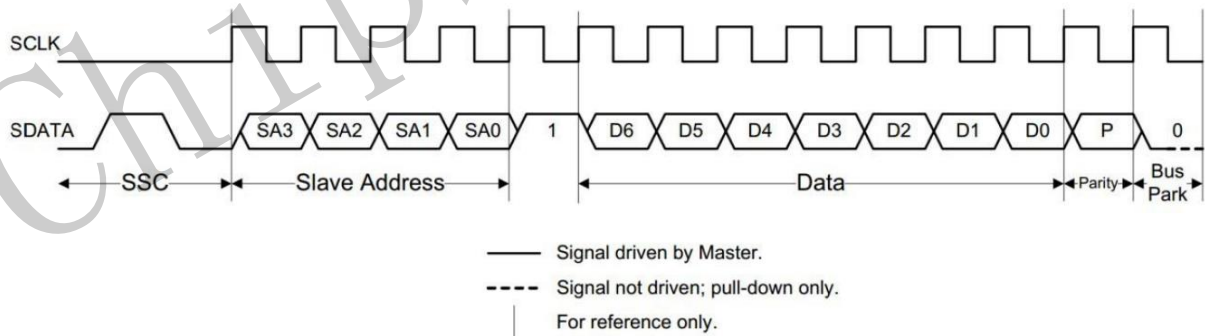 SCLK
SDATA SA3 SA2 SA1 SA0 1 D6 D5 D4 D3 D2 D1 D0 P 0
SSC Slave Address Data Parity Bus
Park
Signal driven by Master.
Signal not driven; pull-down only.
For reference only.
Chip